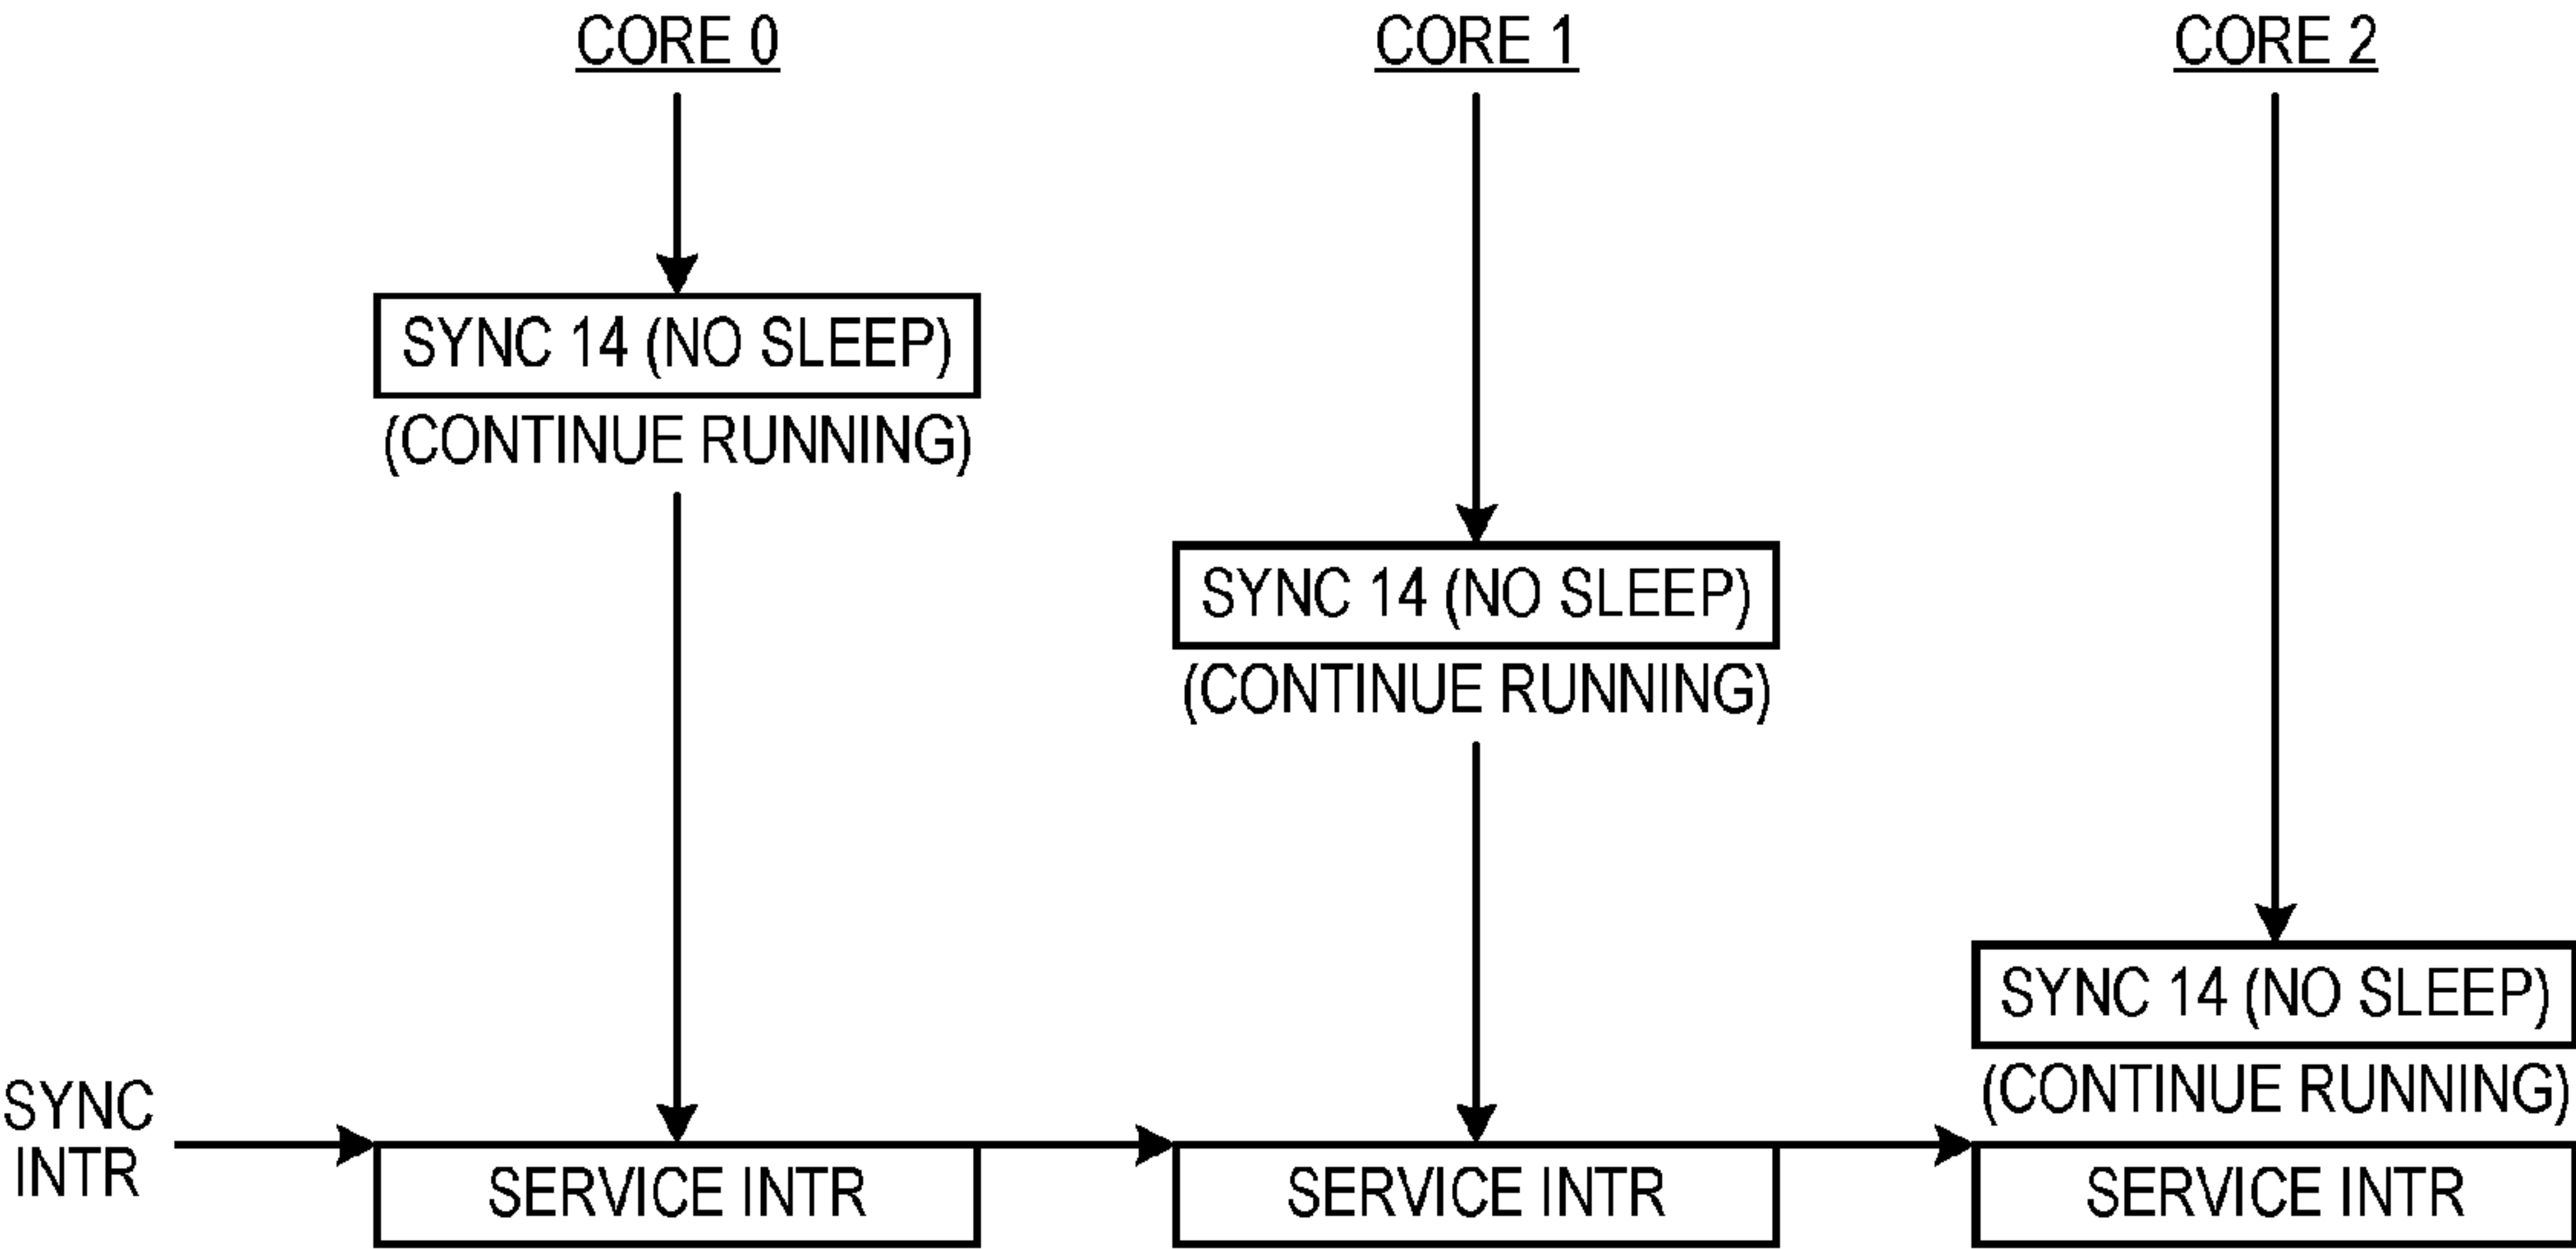 CORE 0
CORE 1
CORE 2
SYNC 14 (NO SLEEP)
(CONTINUE RUNNING)
SYNC 14 (NO SLEEP)
(CONTINUE RUNNING)
SYNC 14 (NO SLEEP)
(CONTINUE RUNNING)
SYNC
INTR
SERVICE INTR
SERVICE INTR
SERVICE INTR